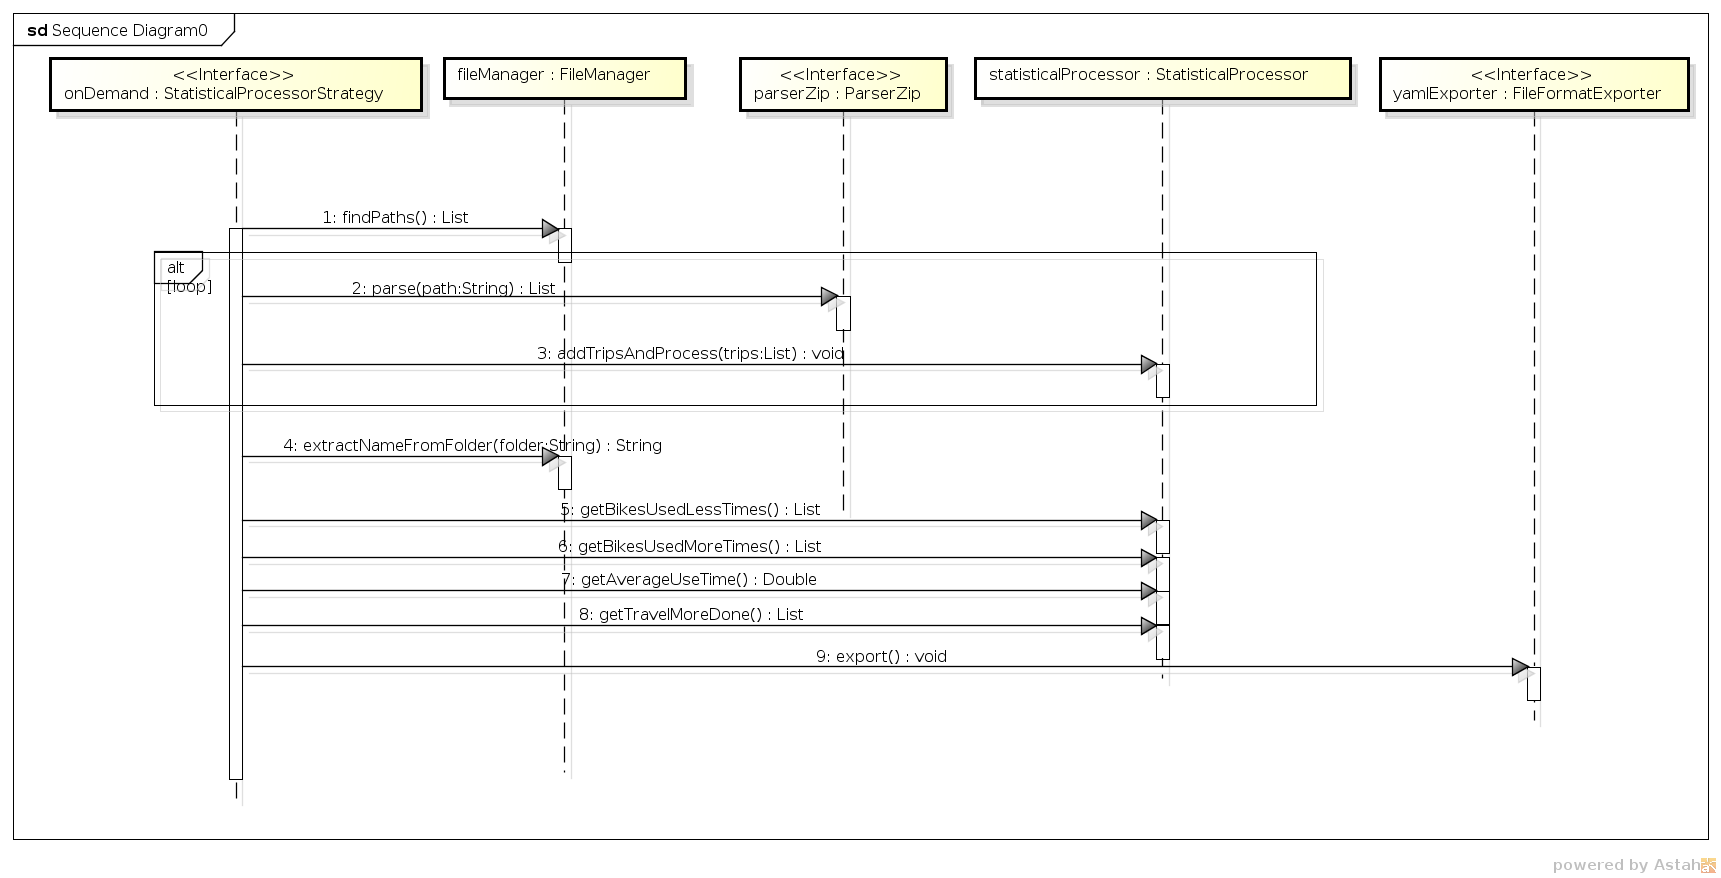 sd Sequence Diagram0
<<Interface>>
onDemand : StatisticalProcessorStrategy
fileManager : FileManager
<<Interface>>
parserZip : ParserZip
statisticalProcessor : StatisticalProcessor
<<Interface>>
yamlExporter : FileFormatExporter
1: findPaths() : List
alt
[loop]
2: parse(path:String) : List
3: addTripsAndProcess(trips:List) : void
4: extractNameFromFolder(folder:String) : String
5: getBikesUsedLessTimes() : List
6: getBikesUsedMoreTimes() : List
7: getAverageUseTime() : Double
8: getTravelMoreDone() : List
9: export() : void
powered by Astah